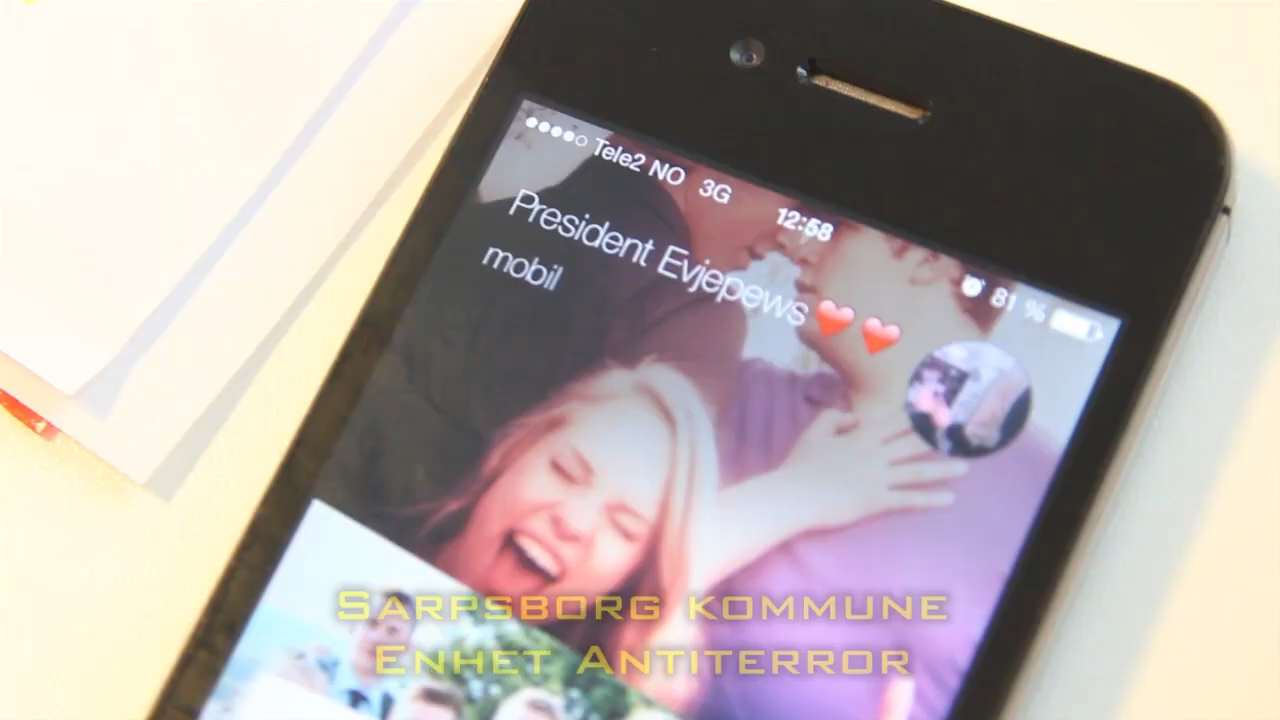 Tele2 NO 3G 12:58 81 %
President Evjepews ❤️❤️
mobil
SARPSBORG KOMMUNE
ENHET ANTITERROR